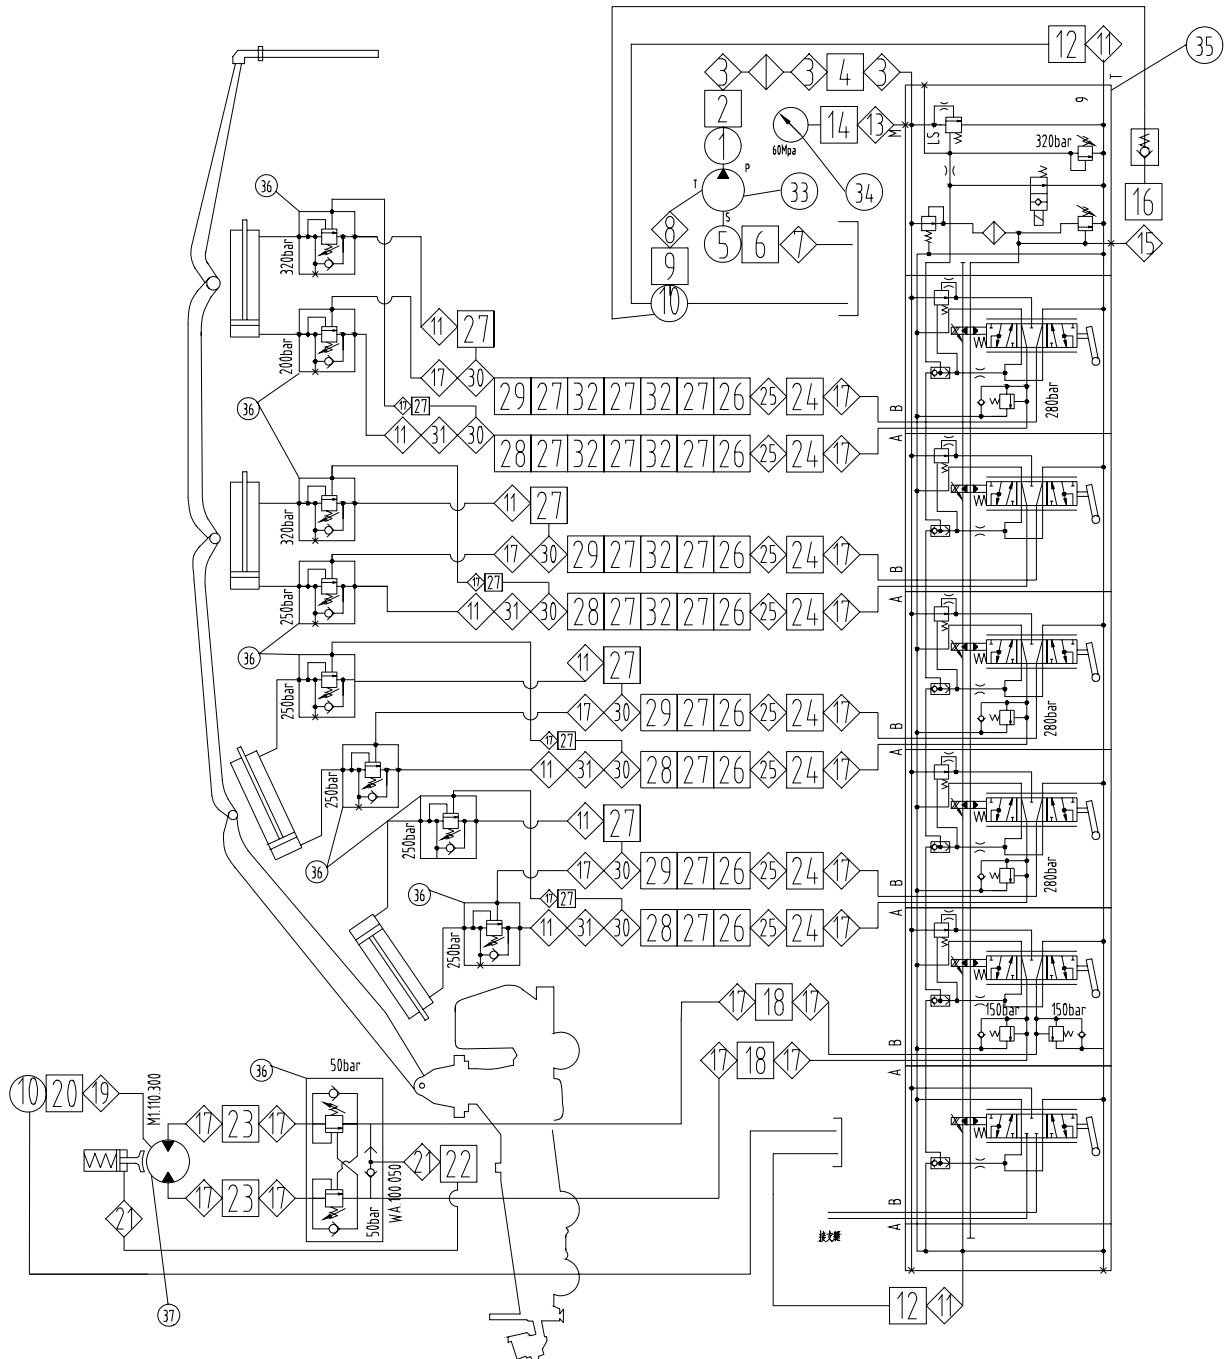 12 11
35
3 1 3 4 3
T
9
2
1
60Mpa
14 13 M
LS
320bar
P
T
33
34
S
16
8
5 6 7
15
9
10
36
320bar
11 27
200bar
17 30
29 27 32 27 32 27 26 25 24 17 B
280bar
36
17 27
11 31 30
28 27 32 27 32 27 26 25 24 17 A
320bar
11 27
17 30 29 27 32 27 26 25 24 17 B
250bar
17 27
11 31 30 28 27 32 27 26 25 24 17 A
36
250bar
11 27
17 30 29 27 26 25 24 17 B
280bar
250bar
17 27
11 31 30 28 27 26 25 24 17 A
36
250bar
11 27
17 30 29 27 26 25 24 17 B
280bar
36
250bar
17 27
11 31 30 28 27 26 25 24 17 A
17 18 17
150bar 150bar
B
17 18 17
A
36
50bar
10 20 19
M1.110.300
17 23 17
21 22
17 23 17
50bar
WA.100.050
21
B
A
接支腿
37
12 11